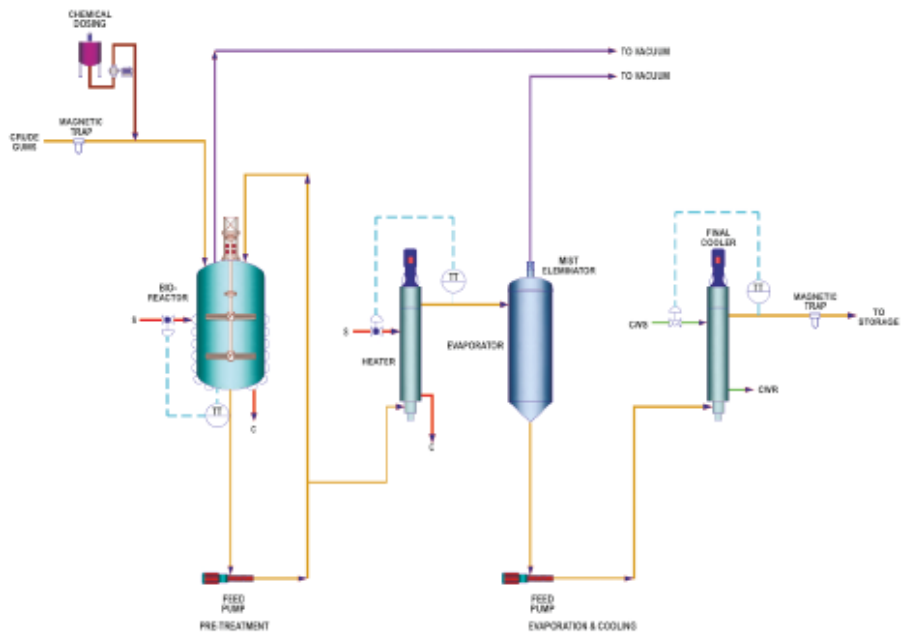 CHEMICAL
DOSING
TO VACUUM
TO VACUUM
MAGNETIC
TRAP
CRUDE
GUMS
FINAL
COOLER
MIST
ELEMINATOR
TT
TT
BIO-
REACTOR
MAGNETIC
TRAP
TO
STORAGE
S
S
CWS
EVAPORATOR
HEATER
CWR
TT
C
C
FEED
PUMP
FEED
PUMP
PRE-TREATMENT
EVAPORATION & COOLING